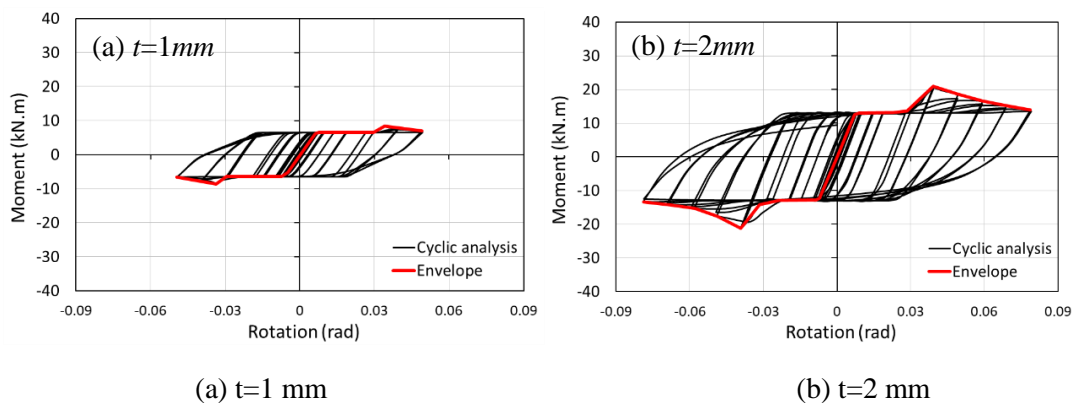 (a) t=1mm
40
30
20
10
0
-10
-20
-30
-40
Moment (kN.m)
-0.09 -0.06 -0.03 0 0.03 0.06 0.09
Rotation (rad)
Cyclic analysis
Envelope
(b) t=2mm
40
30
20
10
0
-10
-20
-30
-40
Moment (kN.m)
-0.09 -0.06 -0.03 0 0.03 0.06 0.09
Rotation (rad)
Cyclic analysis
Envelope
(a) t=1 mm
(b) t=2 mm